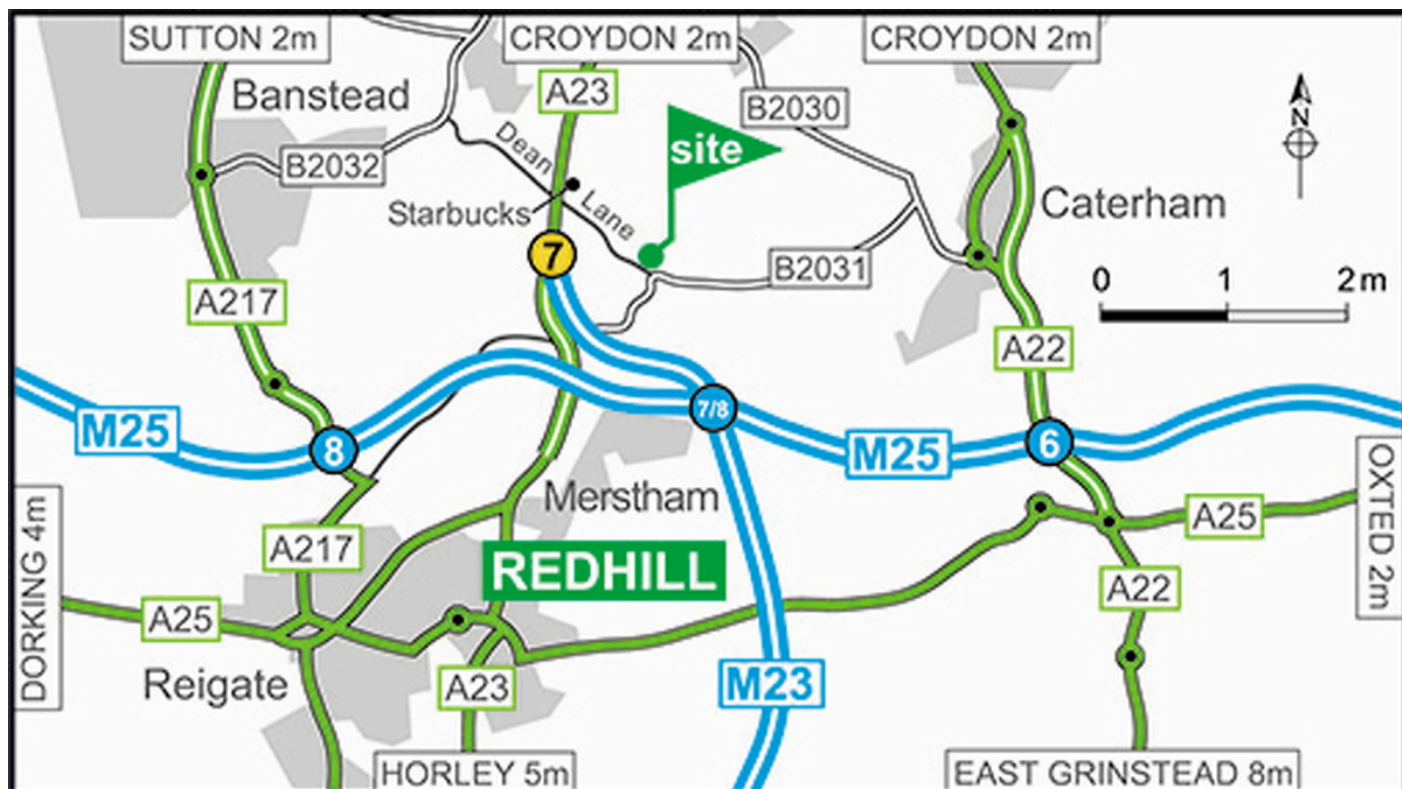 SUTTON 2m
CROYDON 2m
CROYDON 2m
Banstead
A23
B2030
N
B2032
Dean Lane
site
Starbucks
Caterham
7
B2031
A217
0 1 2m
A22
M25
8
7/8
M25
6
Merstham
OXTED 2m
DORKING 4m
A217
REDHILL
A25
A25
A22
Reigate
A23
M23
HORLEY 5m
EAST GRINSTEAD 8m